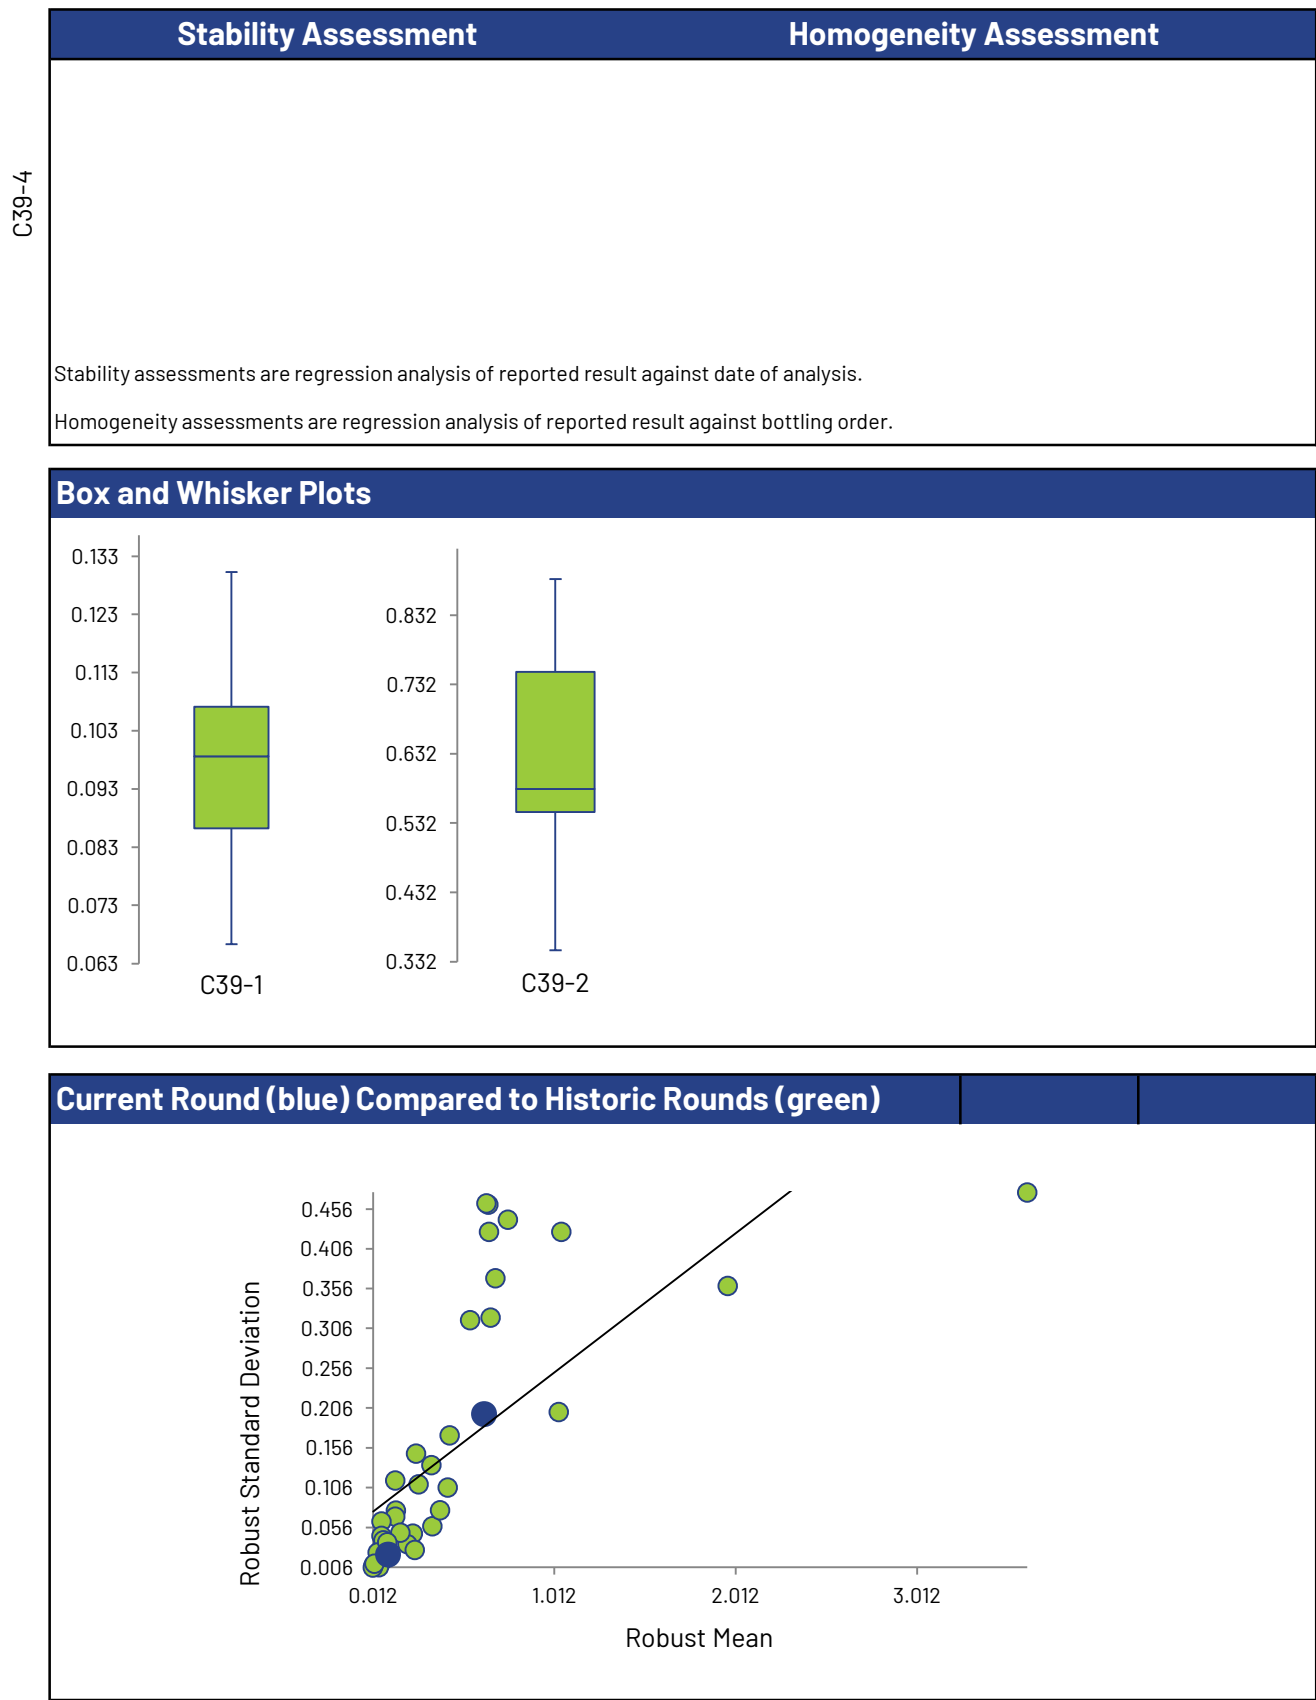 Stability Assessment Homogeneity Assessment
C39-4
Stability assessments are regression analysis of reported result against date of analysis.
Homogeneity assessments are regression analysis of reported result against bottling order.
Box and Whisker Plots
0.133
0.123
0.113
0.103
0.093
0.083
0.073
0.063
C39-1
0.832
0.732
0.632
0.532
0.432
0.332
C39-2
Current Round (blue) Compared to Historic Rounds (green)
Robust Standard Deviation
0.456
0.406
0.356
0.306
0.256
0.206
0.156
0.106
0.056
0.006
0.012 1.012 2.012 3.012
Robust Mean